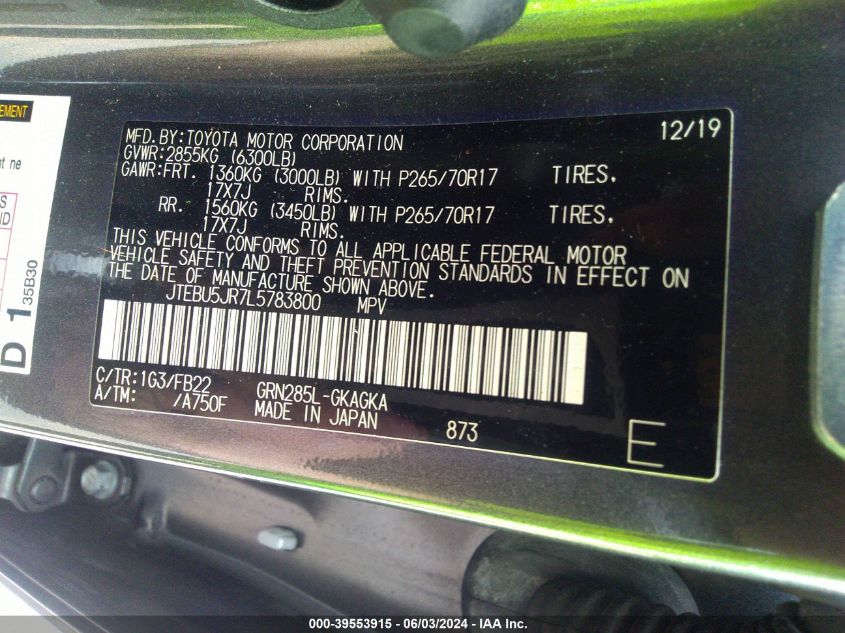 EMENT
t ne
S
ND
D 1
35B30
MFD.BY:TOYOTA MOTOR CORPORATION 12/19
GVWR:2855KG (6300LB)
GAWR:FRT. 1360KG (3000LB) WITH P265/70R17 TIRES.
17X7J RIMS.
RR. 1560KG (3450LB) WITH P265/70R17 TIRES.
17X7J RIMS.
THIS VEHICLE CONFORMS TO ALL APPLICABLE FEDERAL MOTOR
VEHICLE SAFETY AND THEFT PREVENTION STANDARDS IN EFFECT ON
THE DATE OF MANUFACTURE SHOWN ABOVE.
JTEBU5JR7L5783800 MPV
C/TR:1G3/FB22 GRN285L-GKAGKA
A/TM: /A750F MADE IN JAPAN 873
E
000-39553915 - 06/03/2024 - IAA Inc.